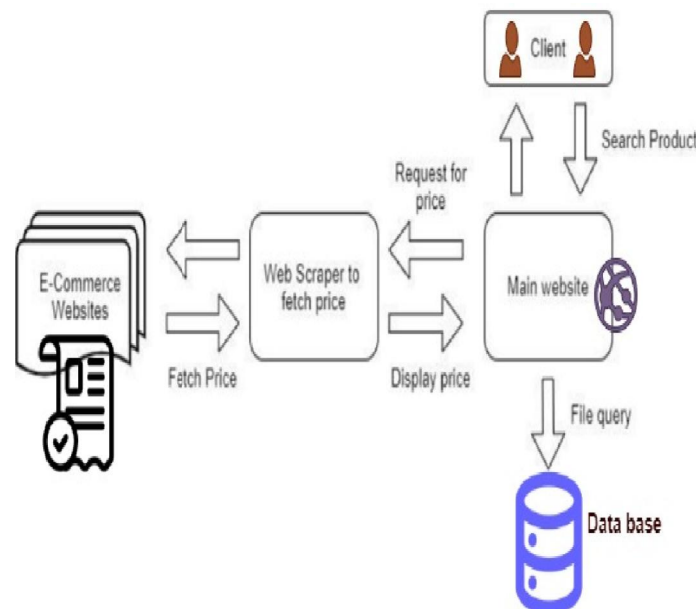 Client
Search Product
Request for
price
E-Commerce
Websites
Web Scraper to
fetch price
Main website
Fetch Price
Display price
File query
Data base